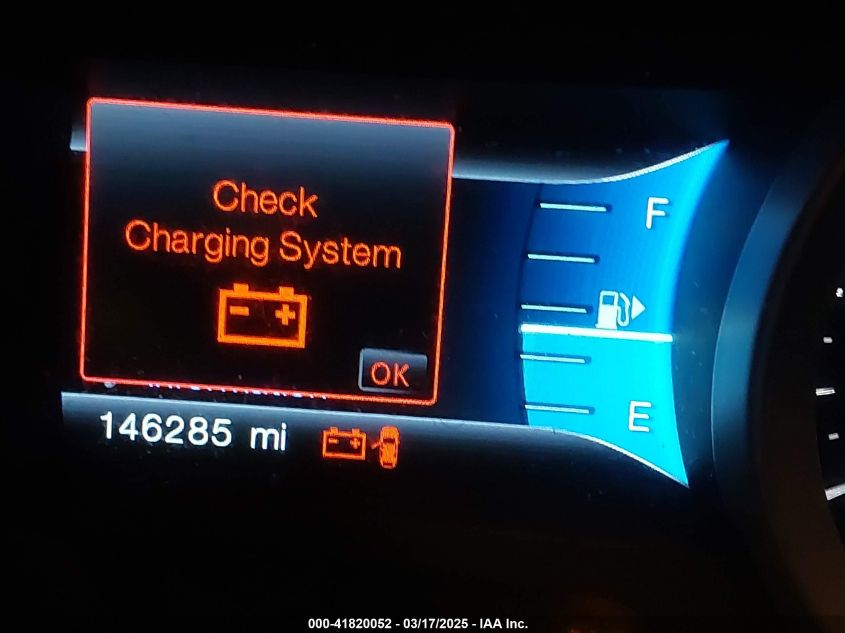 Check
Charging System
OK
F
E
146285 mi
000-41820052 - 03/17/2025 - IAA Inc.